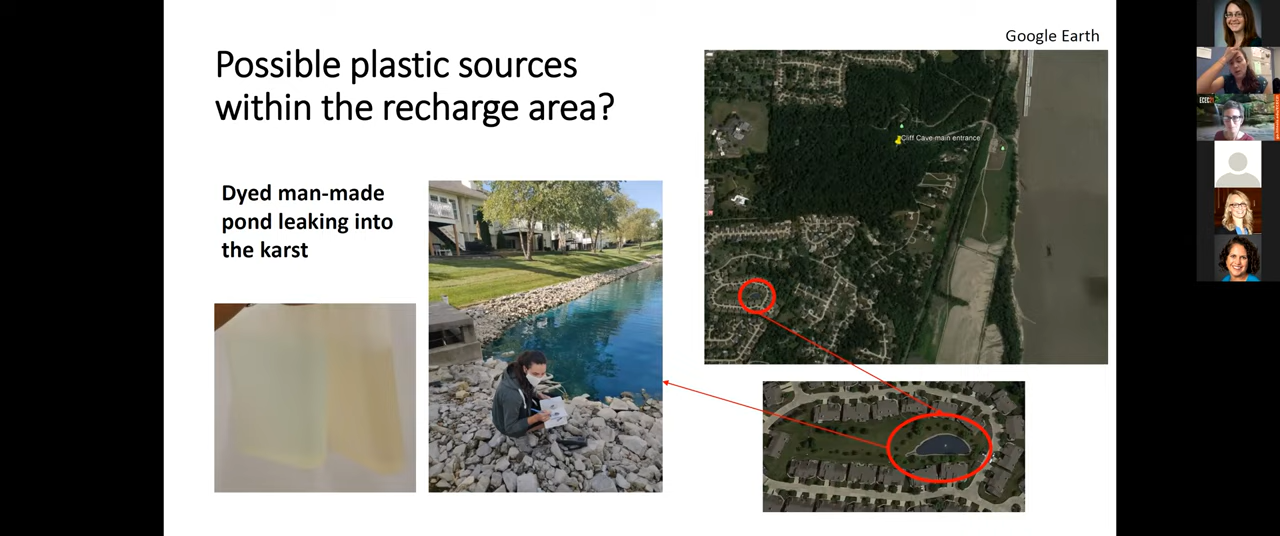 Google Earth
Possible plastic sources
within the recharge area?
Cliff Cave-main entrance
Dyed man-made
pond leaking into
the karst